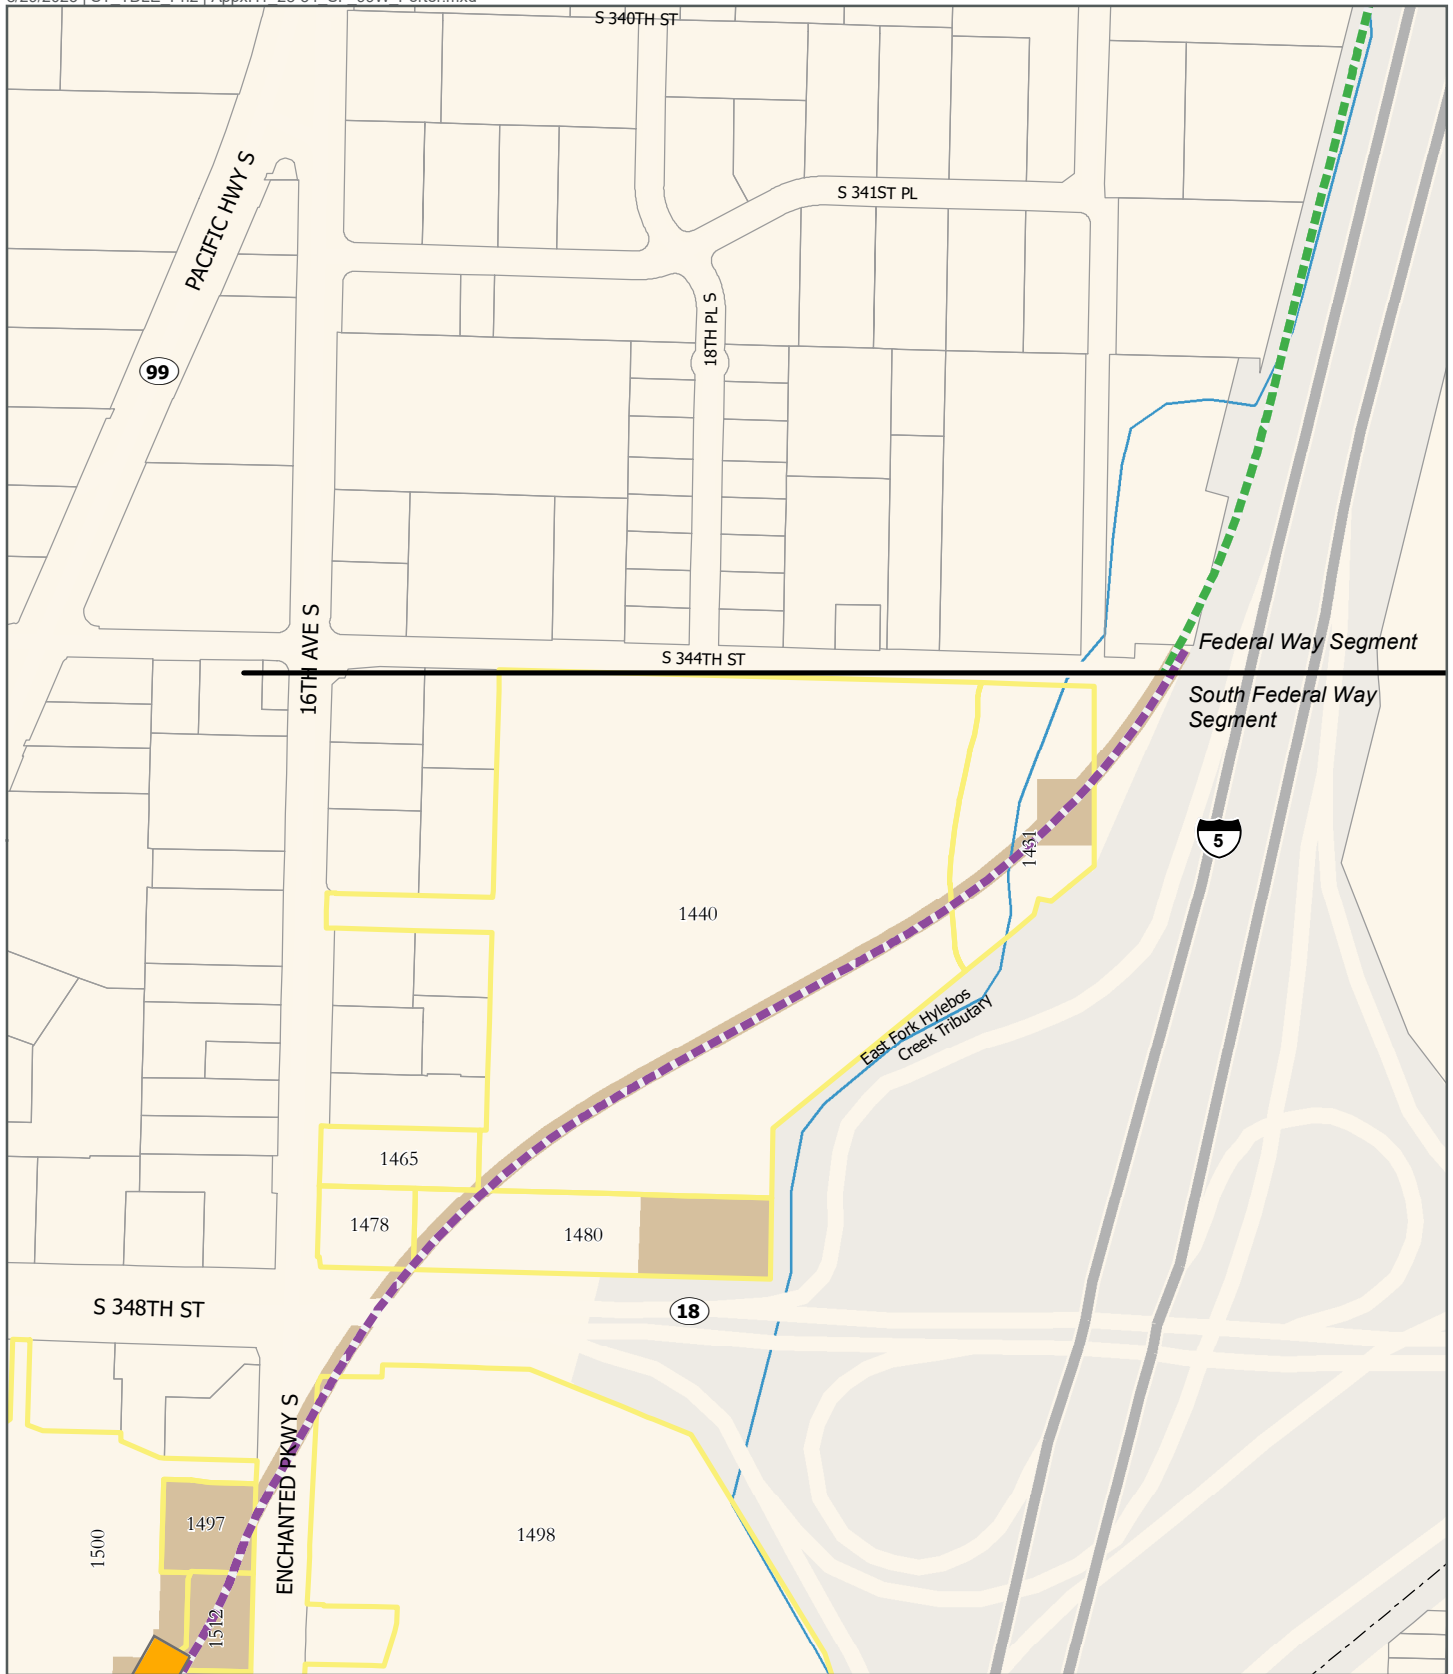 S 340TH ST
PACIFIC HWY S
S 341ST PL
18TH PL S
99
16TH AVE S
S 344TH ST
Federal Way Segment
South Federal Way
Segment
5
1431
1440
East Fork Hylebos
Creek Tributary
1465
1478
1480
S 348TH ST
18
ENCHANTED PKWY S
1497
1498
1500
1512